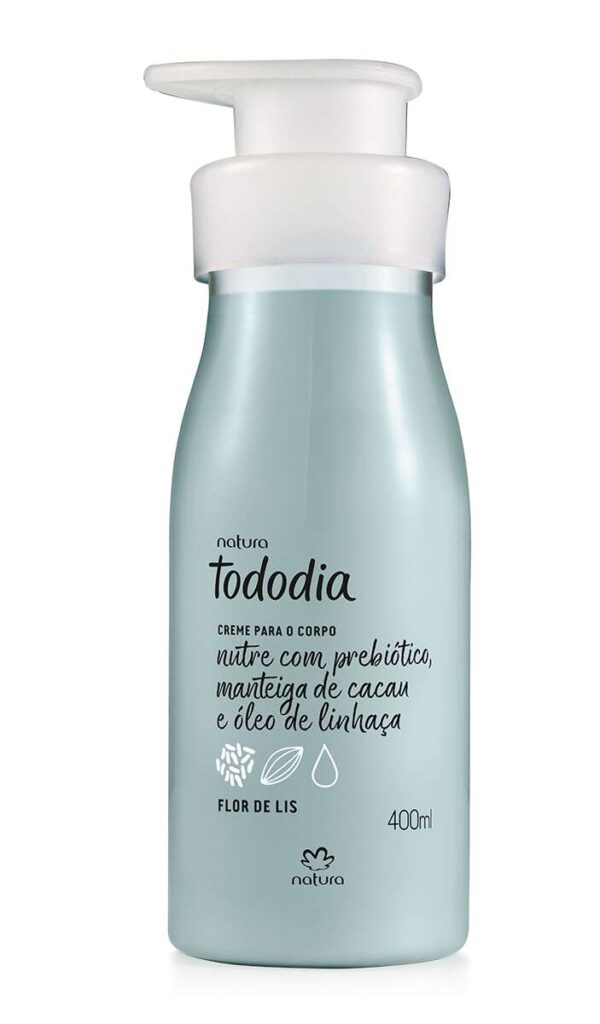 natura
tododia
CREME PARA O CORPO
nutre com prebiótico,
manteiga de cacau
e óleo de linhaça
FLOR DE LIS
400ml
natura